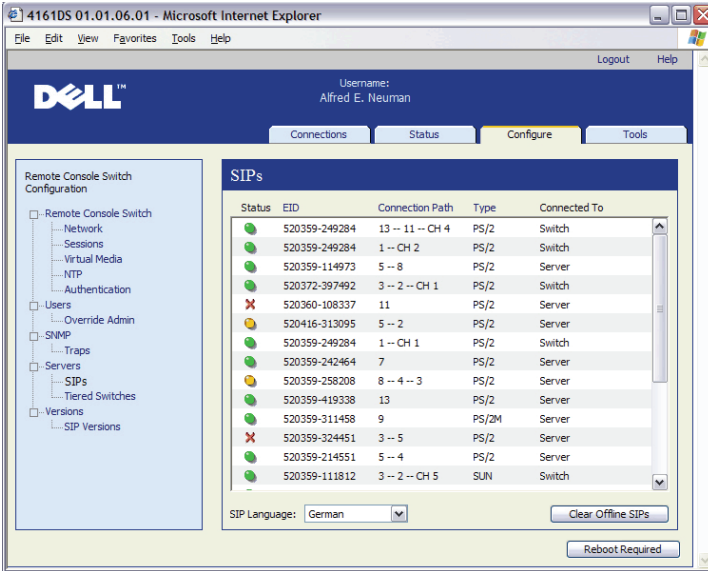 4161DS 01.01.06.01 - Microsoft Internet Explorer
File Edit View Favorites Tools Help
Logout Help
DELL™
Username:
Alfred E. Neuman
Connections Status Configure Tools
Remote Console Switch
Configuration
Remote Console Switch
Network
Sessions
Virtual Media
NTP
Authentication
Users
Override Admin
SNMP
Traps
Servers
SIPs
Tiered Switches
Versions
SIP Versions
SIPs
Status EID Connection Path Type Connected To
520359-249284 13 -- 11 -- CH 4 PS/2 Switch
520359-249284 1 -- CH 2 PS/2 Switch
520359-114973 5 -- 8 PS/2 Server
520372-397492 3 -- 2 -- CH 1 PS/2 Switch
520360-108337 11 PS/2 Server
520416-313095 5 -- 2 PS/2 Server
520359-249284 1 -- CH 1 PS/2 Switch
520359-242464 7 PS/2 Server
520359-258208 8 -- 4 -- 3 PS/2 Server
520359-419338 13 PS/2 Server
520359-311458 9 PS/2M Server
520359-324451 3 -- 5 PS/2 Server
520359-214551 5 -- 4 PS/2 Server
520359-111812 3 -- 2 -- CH 5 SUN Switch
SIP Language: German Clear Offline SIPs
Reboot Required